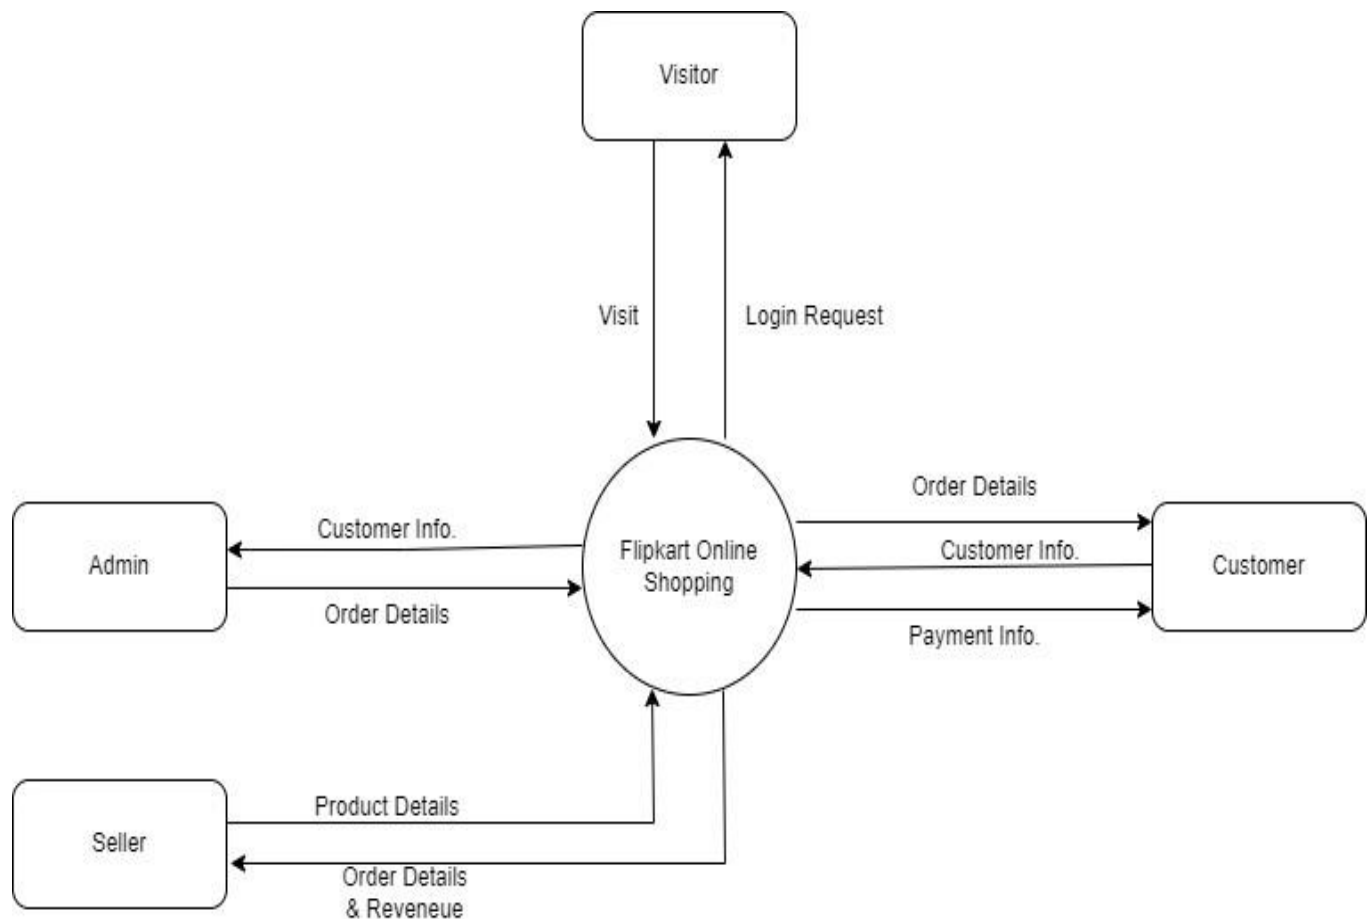 Visitor
Visit
Login Request
Order Details
Customer Info.
Flipkart Online
Shopping
Customer Info.
Admin
Customer
Order Details
Payment Info.
Product Details
Seller
Order Details
& Reveneue